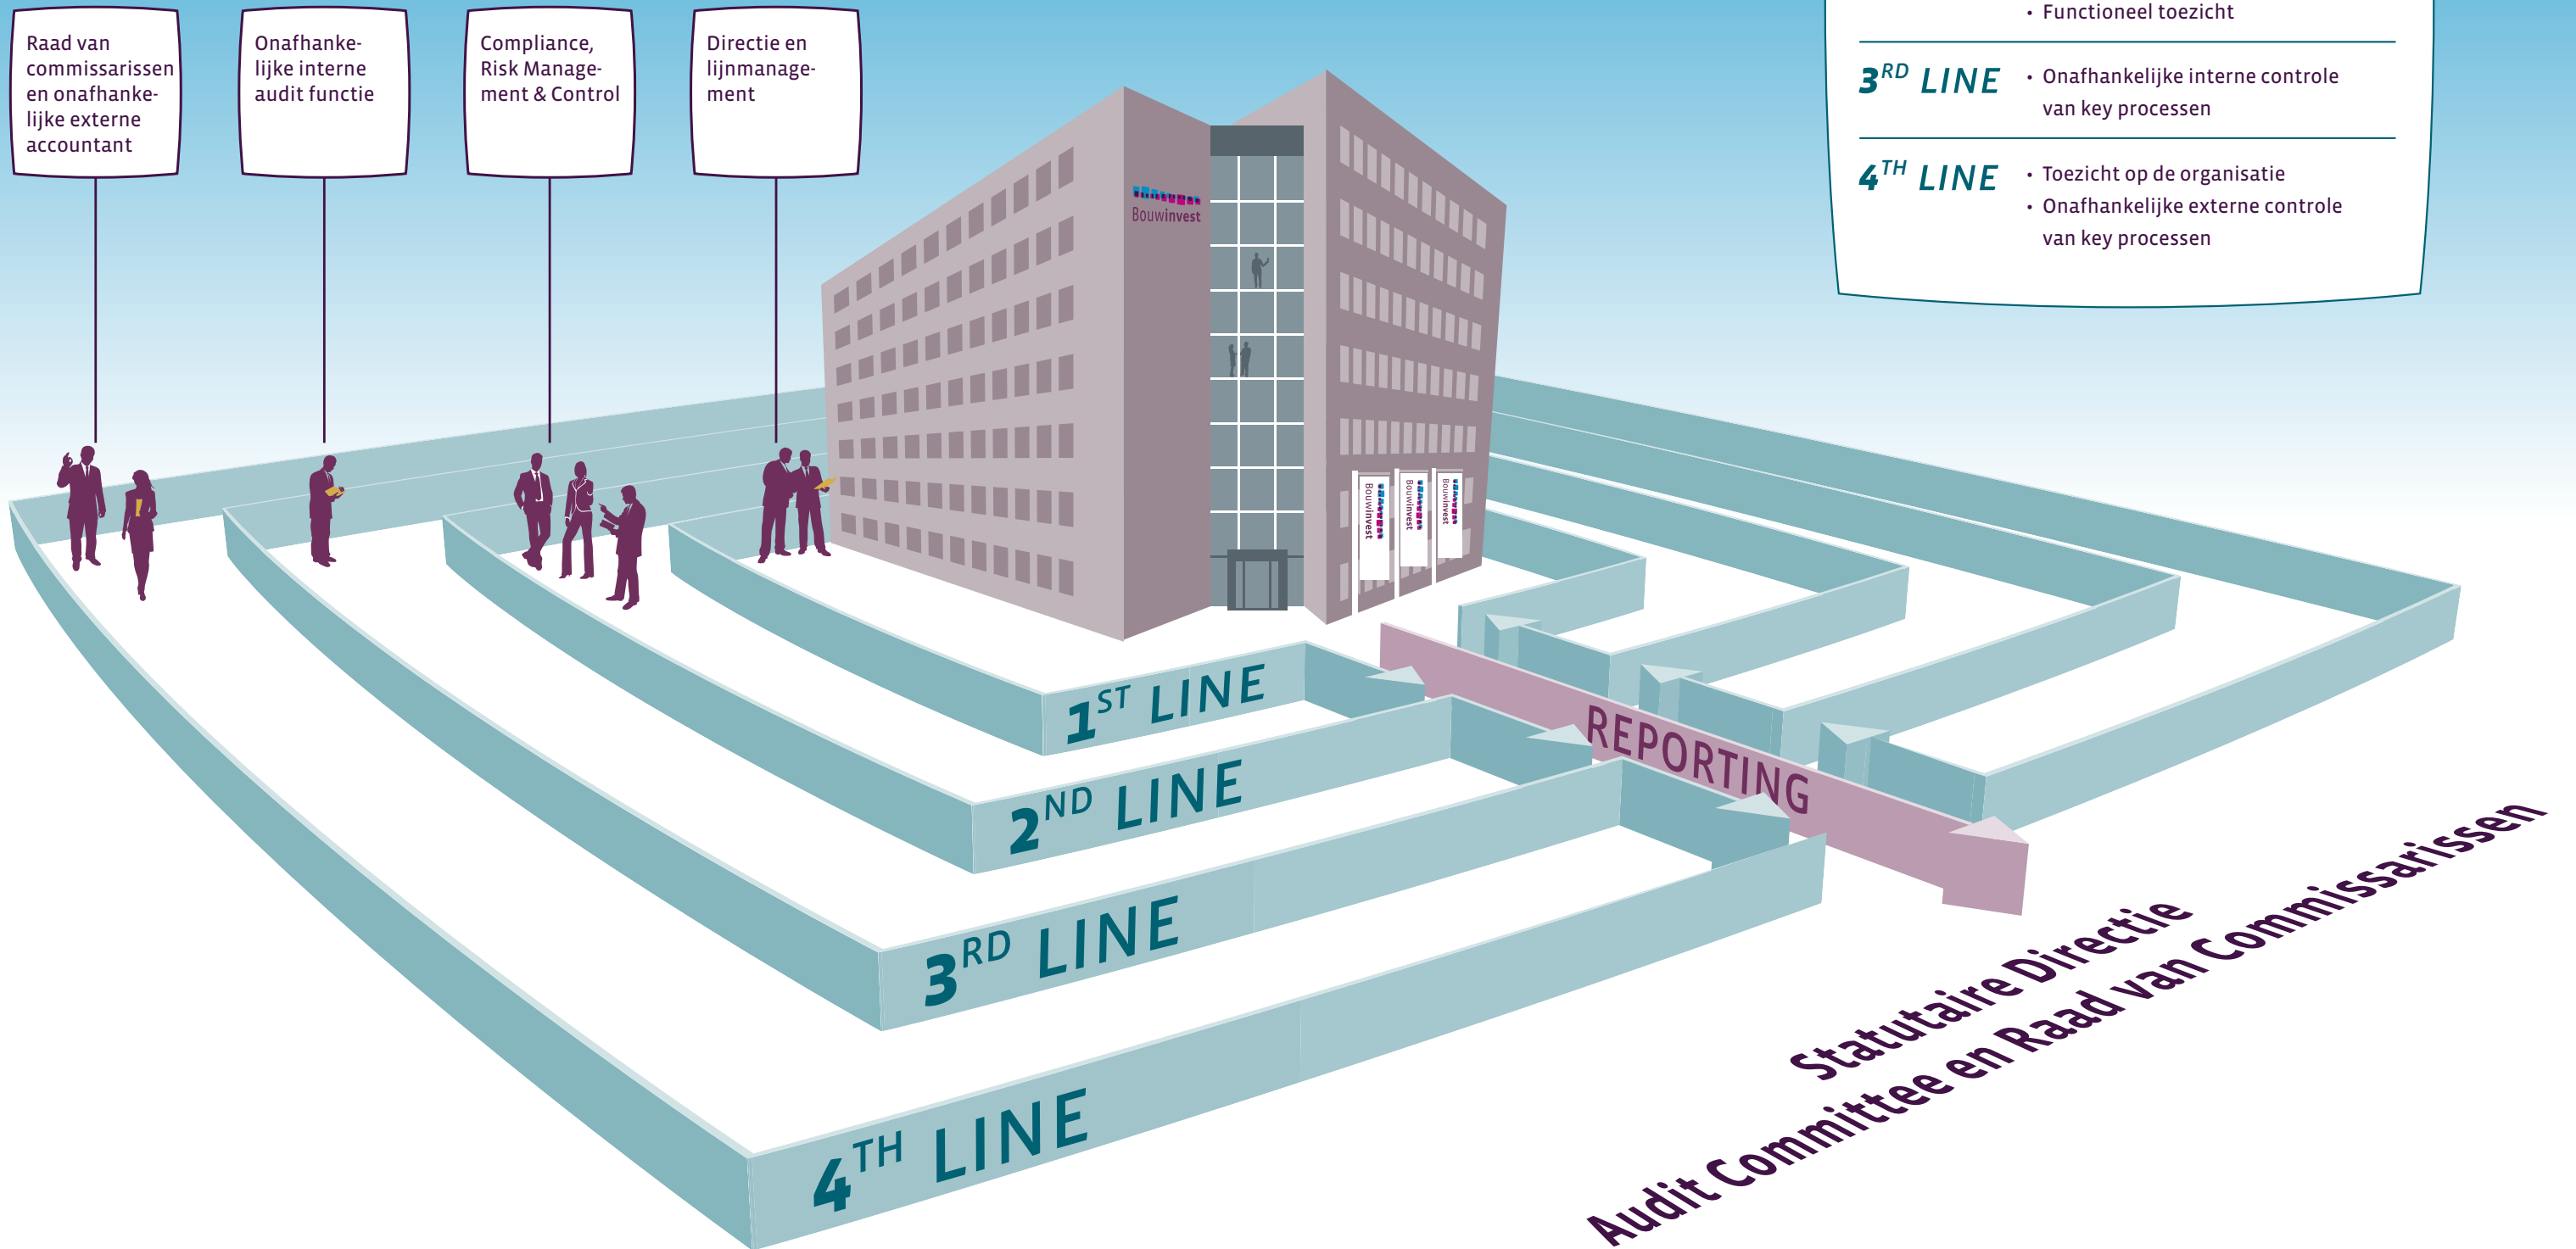 Raad van
commissarissen
en onafhanke-
lijke externe
accountant
Onafhanke-
lijke interne
audit functie
Compliance,
Risk Manage-
ment & Control
Directie en
lijnmanage-
ment
• Functioneel toezicht
3RD LINE
• Onafhankelijke interne controle
van key processen
4TH LINE
• Toezicht op de organisatie
• Onafhankelijke externe controle
van key processen
Bouwinvest
Bouwinvest
Bouwinvest
Bouwinvest
1ST LINE
2ND LINE
3RD LINE
4TH LINE
REPORTING
Statutaire Directie
Audit Committee en Raad van Commissarissen